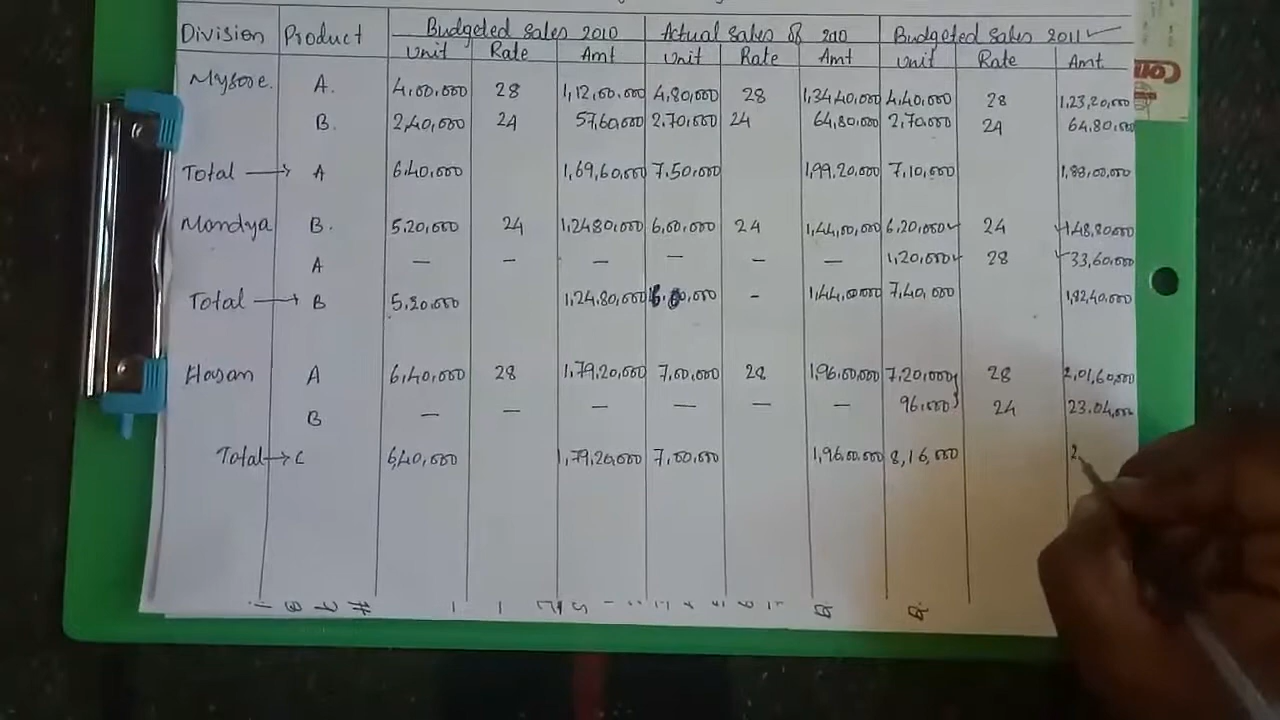 Division Product Budgeted Sales 2010 Actual Sales of 200 Budgeted Sales 2011
Unit Rate Amt Unit Rate Amt Unit Rate Amt
Mysore. A. 4,00,000 28 1,12,00,000 4,80,000 28 1,34,40,000 4,40,000 28 1,23,20,000
B. 2,40,000 24 57,60,000 2,70,000 24 64,80,000 2,70,000 24 64,80,000
Total → A 6,40,000 1,69,60,000 7,50,000 1,99,20,000 7,10,000 1,88,00,000
Mandya B. 5,20,000 24 1,24,80,000 6,00,000 24 1,44,00,000 6,20,000 24 1,48,80,000
A — — — — — — 1,20,000 28 33,60,000
Total → B 5,20,000 1,24,80,000 6,00,000 - 1,44,00,000 7,40,000 1,82,40,000
Hasan A 6,40,000 28 1,79,20,000 7,00,000 28 1,96,00,000 7,20,000 28 2,01,60,000
B — — — — — — 96,000 24 23,04,000
Total → C 6,40,000 1,79,20,000 7,00,000 1,96,00,000 8,16,000 2,